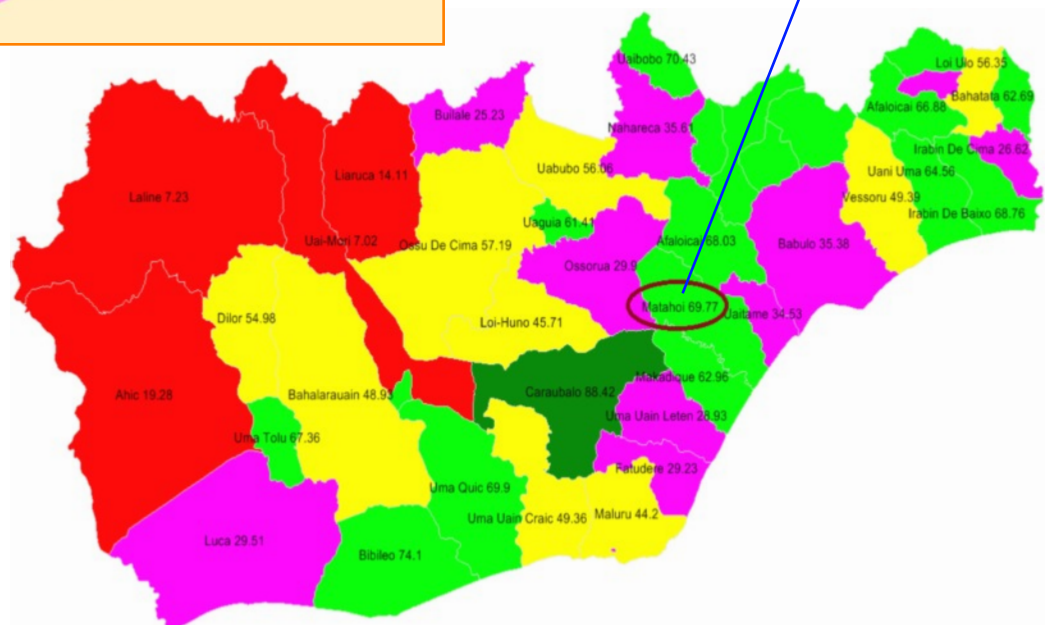 Uaibobo 70.43
Loi Ulo 56.35
Bahatata 62.69
Afaloicai 66.88
Builale 25.23
Nahareca 35.61
Irabin De Cima 26.62
Uabubo 56.06
Liaruca 14.11
Uani Uma 64.56
Laline 7.23
Vessoru 49.39
Irabin De Baixo 68.76
Uaguia 61.41
Uai-Mori 7.02
Ossu De Cima 57.19
Afaloicai 68.03
Babulo 35.38
Ossorua 29.9
Matahoi 69.77
Uaitame 34.53
Dilor 54.98
Loi-Huno 45.71
Makadique 62.96
Ahic 19.28
Bahalarauain 48.93
Caraubalo 88.42
Uma Uain Leten 28.93
Uma Tolu 67.36
Fatudere 29.23
Uma Quic 69.9
Uma Uain Craic 49.36
Maluru 44.2
Luca 29.51
Bibileo 74.1